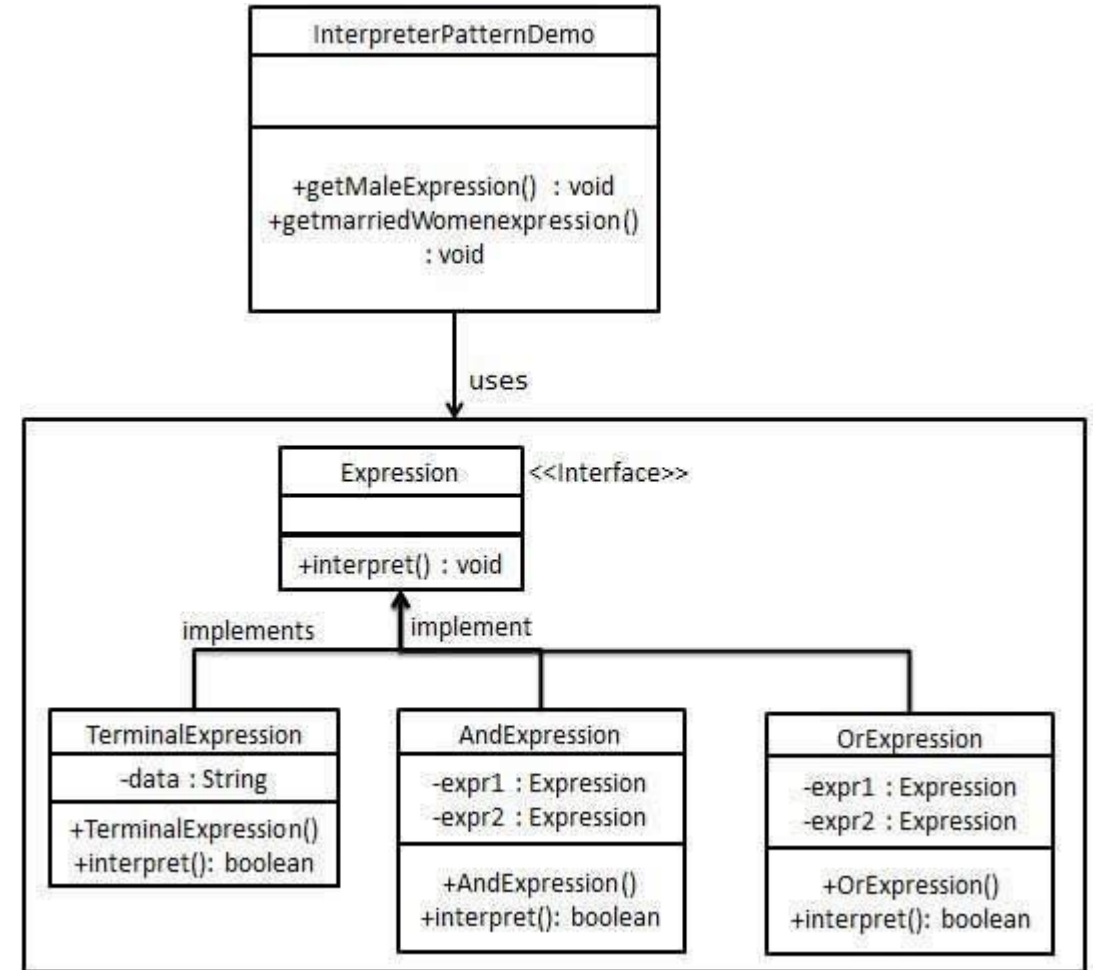 InterpreterPatternDemo
+getMaleExpression() : void
+getmarriedWomenexpression()
: void
uses
Expression
<<Interface>>
+interpret() : void
implements
implement
TerminalExpression
-data : String
+TerminalExpression()
+interpret(): boolean
AndExpression
-expr1 : Expression
-expr2 : Expression
+AndExpression()
+interpret(): boolean
OrExpression
-expr1 : Expression
-expr2 : Expression
+OrExpression()
+interpret(): boolean